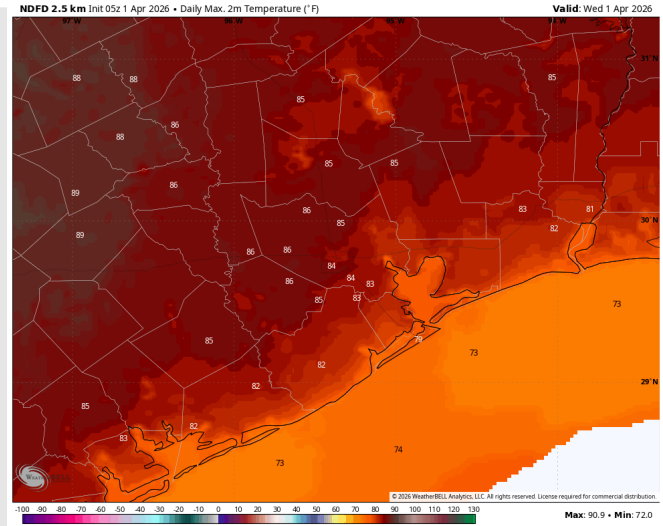 NDFD 2.5 km Init 05z 1 Apr 2026 • Daily Max. 2m Temperature (°F)
Valid: Wed 1 Apr 2026
97°W 96°W 95°W 94°W
31°N
88 88 85 85
86
88
85 85
89 86
86 83 81
85 82
89
30°N
86 86
84
86 84 83
85 83
73
79
85 73
82
29°N
82
85
82
83
74
73
WeatherBELL
© 2026 WeatherBELL Analytics, LLC. All rights reserved. License required for commercial distribution.
-100 -90 -80 -70 -60 -50 -40 -30 -20 -10 0 10 20 30 40 50 60 70 80 90 100 110 120 130
Max: 90.9 • Min: 72.0